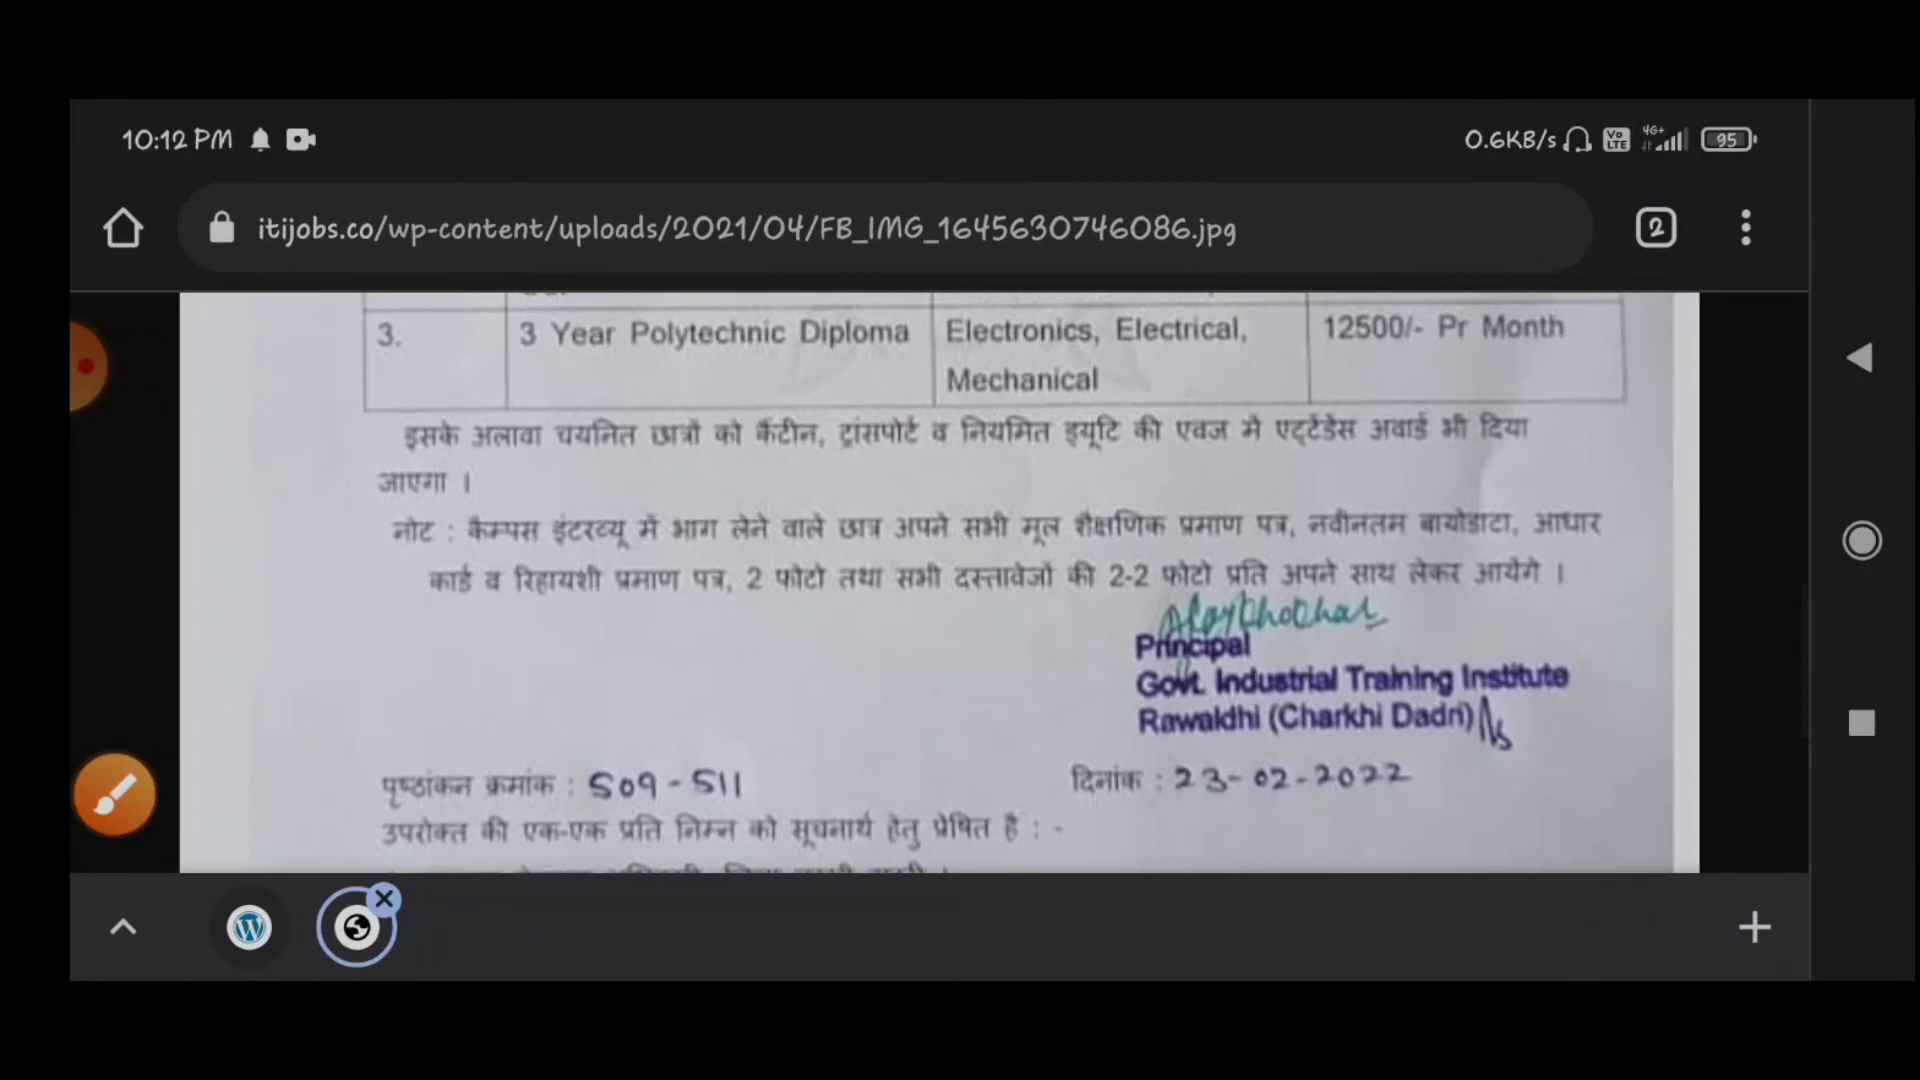 10:12 PM
0.6KB/s
Vo LTE
4G+
95
itijobs.co/wp-content/uploads/2021/04/FB_IMG_1645630746086.jpg
2
3. 3 Year Polytechnic Diploma Electronics, Electrical, 12500/- Pr Month
Mechanical
इसके अलावा चयनित छात्रों को कैंटीन, ट्रांसपोर्ट व नियमित ड्यूटि की एवज में एट्टेंडेंस अवार्ड भी दिया
जाएगा ।
नोट : कैम्पस इंटरव्यू में भाग लेने वाले छात्र अपने सभी मूल शैक्षणिक प्रमाण पत्र, नवीनतम बायोडाटा, आधार
कार्ड व रिहायशी प्रमाण पत्र, 2 फोटो तथा सभी दस्तावेजों की 2-2 फोटो प्रति अपने साथ लेकर आयेंगे ।
Principal
Govt. Industrial Training Institute
Rawaldhi (Charkhi Dadri)
पृष्ठांकन क्रमांक : 509-511 दिनांक : 23-02-2022
उपरोक्त की एक-एक प्रति निम्न को सूचनार्थ हेतु प्रेषित है : -